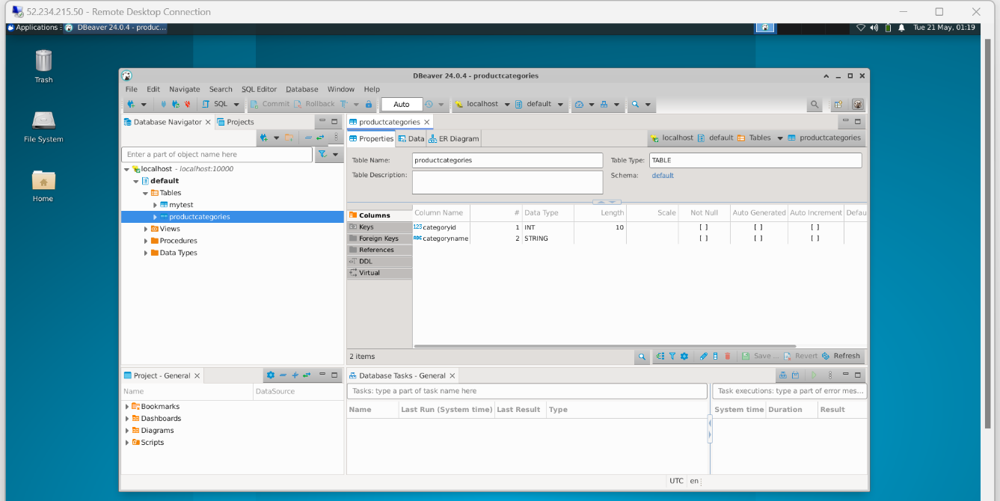 52.234.215.50 - Remote Desktop Connection
Applications DBeaver 24.0.4 - produc... Tue 21 May, 01:19
Trash
File System
Home
DBeaver 24.0.4 - productcategories
File Edit Navigate Search SQL Editor Database Window Help
SQL Commit Rollback Auto localhost default
Database Navigator Projects
Enter a part of object name here
localhost - localhost:10000
default
Tables
mytest
productcategories
Views
Procedures
Data Types
productcategories
Properties Data ER Diagram localhost default Tables productcategories
Table Name: productcategories Table Type: TABLE
Table Description: Schema: default
Columns
Keys
Foreign Keys
References
DDL
Virtual
Column Name # Data Type Length Scale Not Null Auto Generated Auto Increment Defau
123 categoryid 1 INT 10 [ ] [ ] [ ]
ABC categoryname 2 STRING [ ] [ ] [ ]
2 items Save ... Revert Refresh
Project - General
Name DataSource
Bookmarks
Dashboards
Diagrams
Scripts
Database Tasks - General
Tasks: type a part of task name here Task executions: type a part of error mes...
Name Last Run (System time) Last Result Type System time Duration Result
UTC en